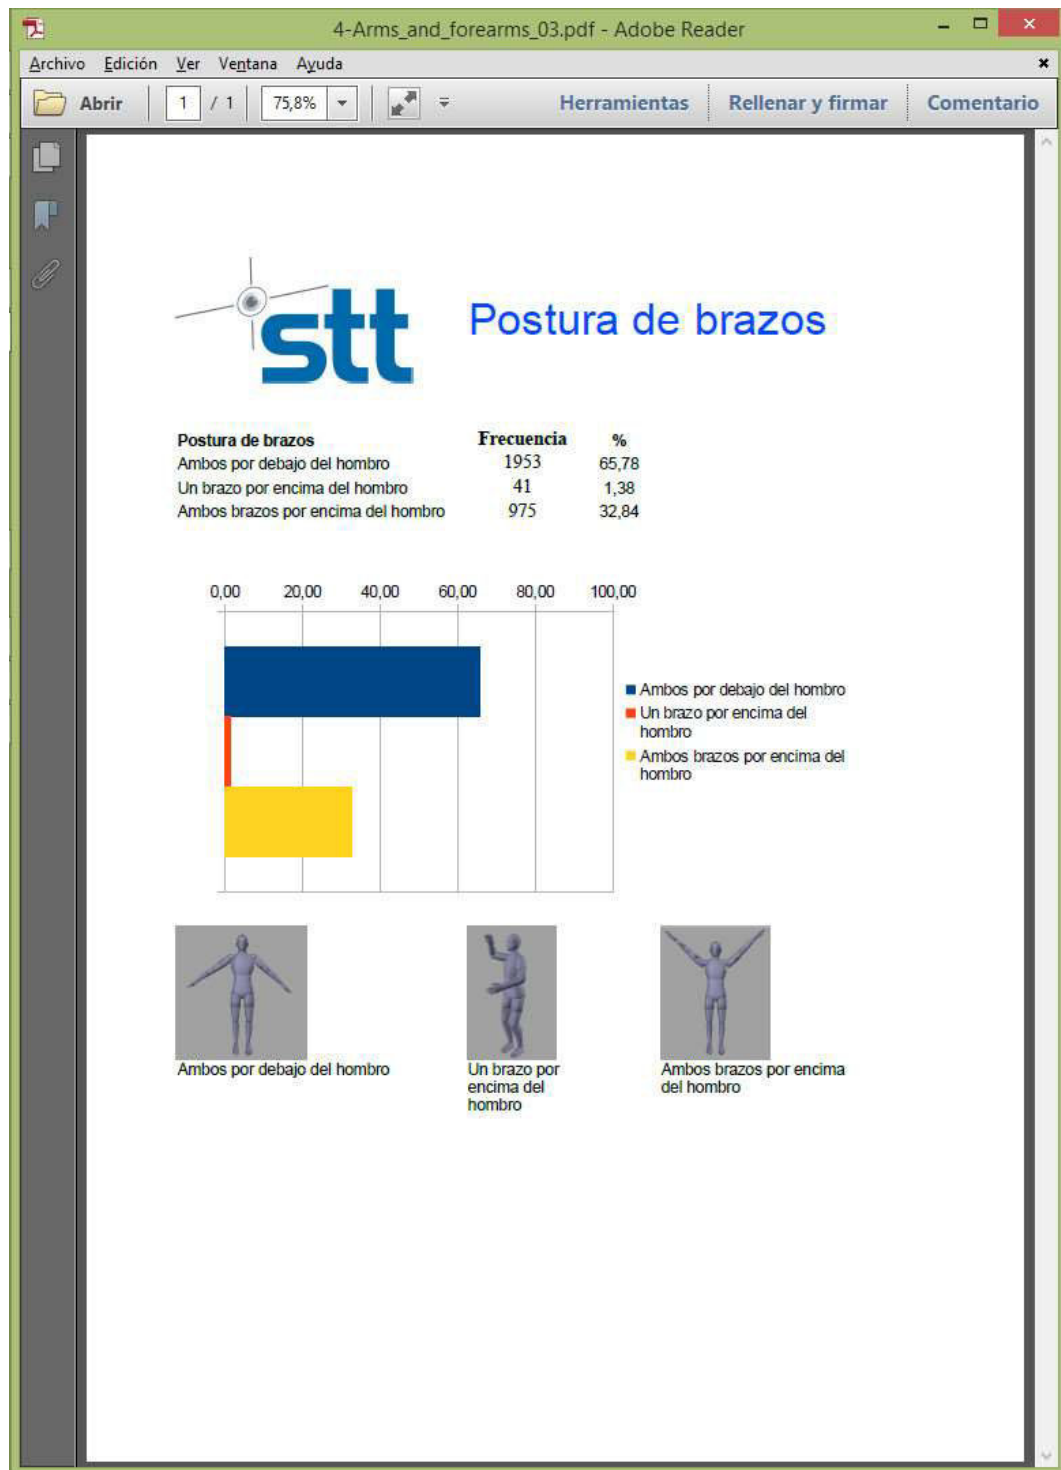 4-Arms_and_forearms_03.pdf - Adobe Reader
Archivo Edición Ver Ventana Ayuda
Abrir 1 / 1 75,8% Herramientas Rellenar y firmar Comentario
stt
Postura de brazos
Postura de brazos Frecuencia %
Ambos por debajo del hombro 1953 65,78
Un brazo por encima del hombro 41 1,38
Ambos brazos por encima del hombro 975 32,84
0,00 20,00 40,00 60,00 80,00 100,00
Ambos por debajo del hombro
Un brazo por encima del
hombro
Ambos brazos por encima del
hombro
Ambos por debajo del hombro
Un brazo por
encima del
hombro
Ambos brazos por encima
del hombro